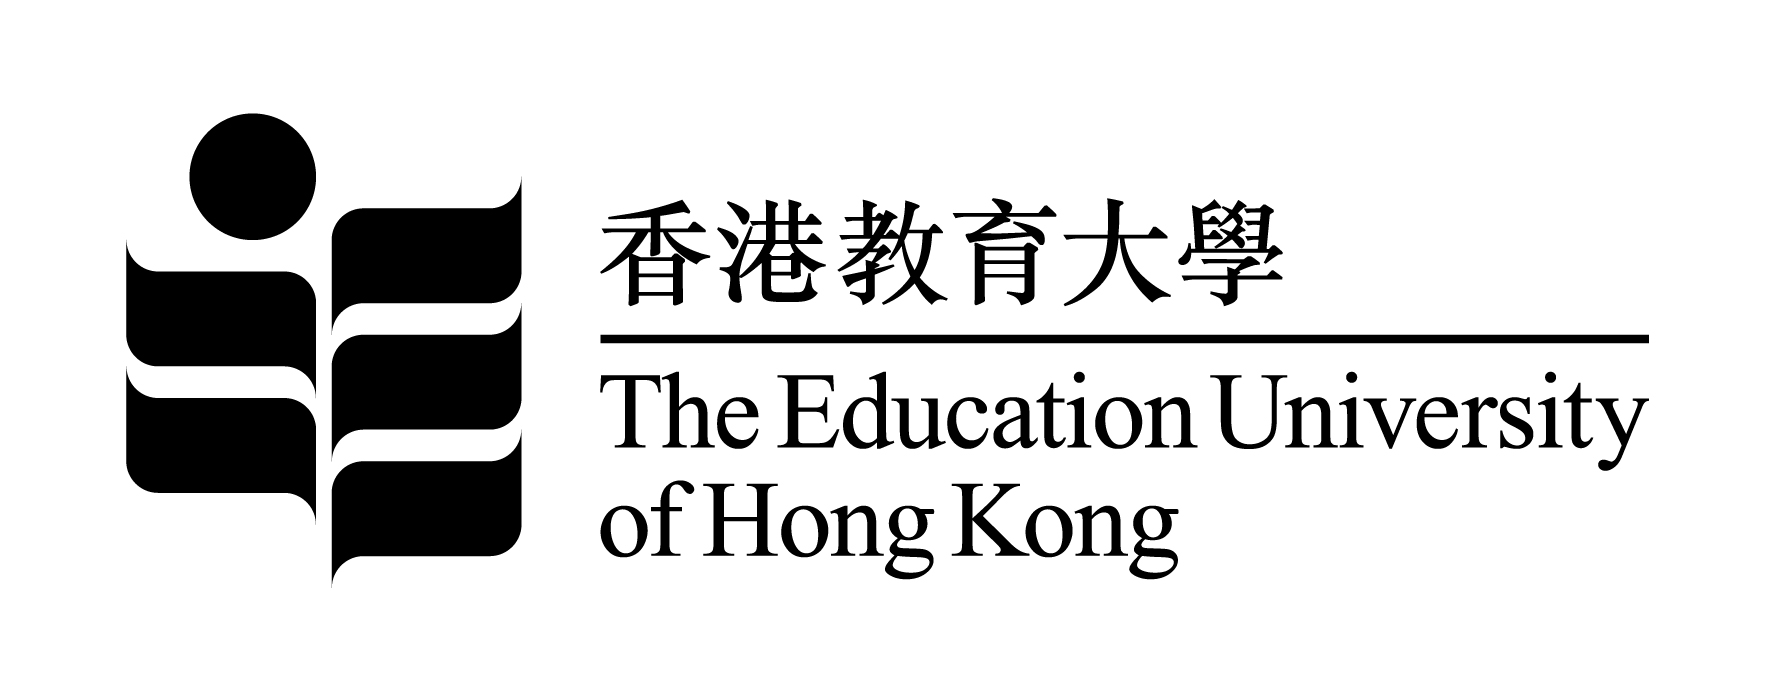 香港教育大學
The Education University
of Hong Kong